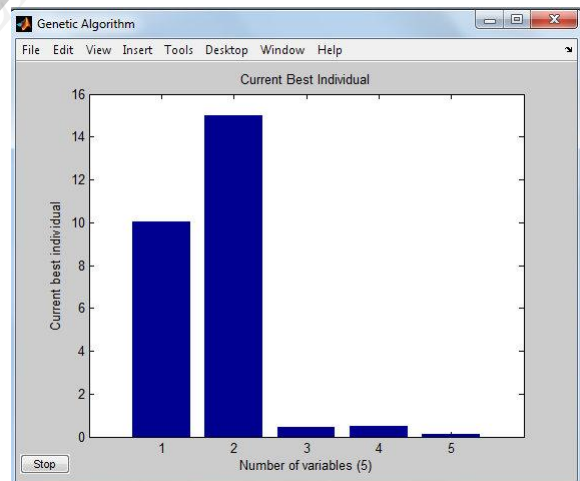 Genetic Algorithm
File Edit View Insert Tools Desktop Window Help
Current Best Individual
16
14
12
10
8
6
4
2
0
Current best individual
1 2 3 4 5
Number of variables (5)
Stop